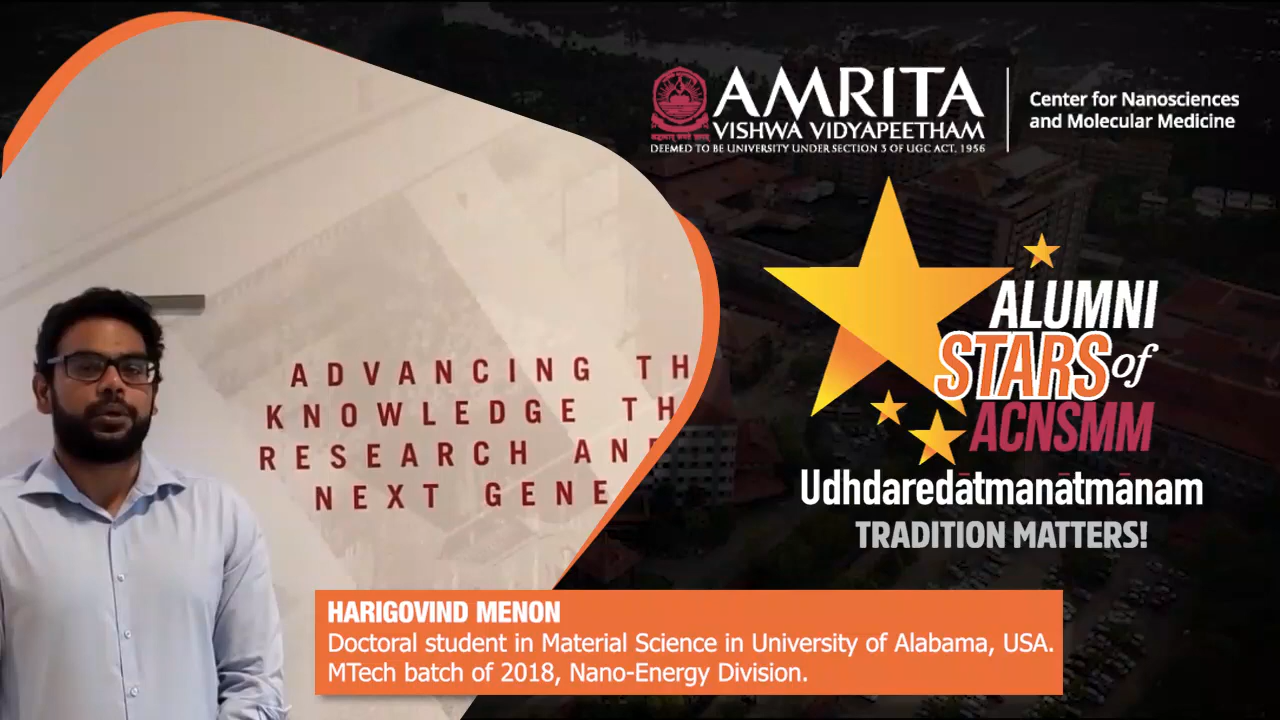 AMRITA
VISHWA VIDYAPEETHAM
DEEMED TO BE UNIVERSITY UNDER SECTION 3 OF UGC ACT, 1956
Center for Nanosciences
and Molecular Medicine
ADVANCING TH
KNOWLEDGE TH
RESEARCH AN
NEXT GENE
ALUMNI
STARS of
ACNSMM
Udhdaredātmanātmānam
TRADITION MATTERS!
HARIGOVIND MENON
Doctoral student in Material Science in University of Alabama, USA.
MTech batch of 2018, Nano-Energy Division.